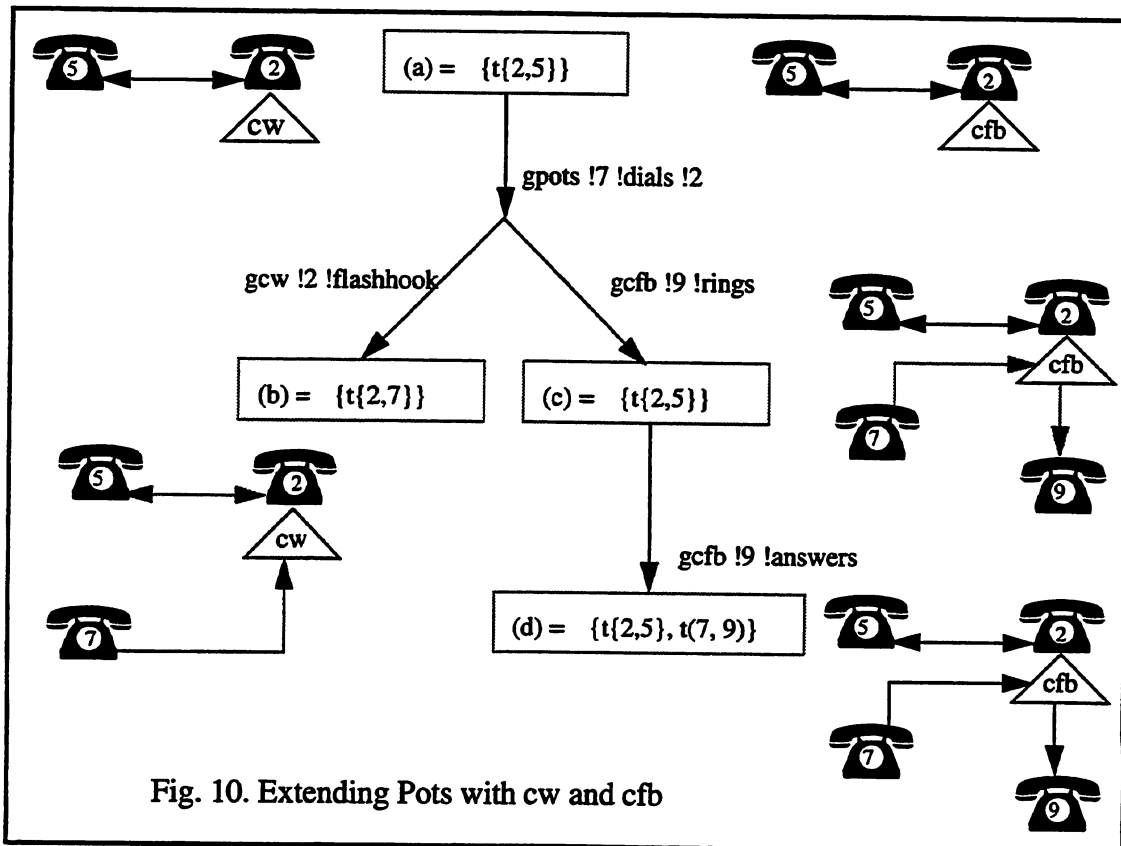 5
2
cw
(a) = {t{2,5}}
5
2
cfb
gpots !7 !dials !2
gcw !2 !flashhook
gcfb !9 !rings
5
2
cfb
7
9
(b) = {t{2,7}}
(c) = {t{2,5}}
5
2
cw
7
gcfb !9 !answers
(d) = {t{2,5}, t(7, 9)}
5
2
cfb
7
9
Fig. 10. Extending Pots with cw and cfb